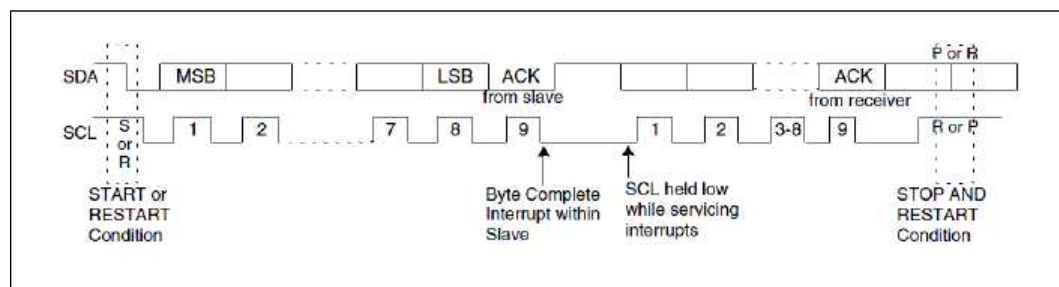 P or R
SDA MSB LSB ACK ACK
from slave from receiver
SCL S or R 1 2 7 8 9 1 2 3-8 9 R or P
START or
RESTART
Condition
Byte Complete
Interrupt within
Slave
SCL held low
while servicing
interrupts
STOP AND
RESTART
Condition